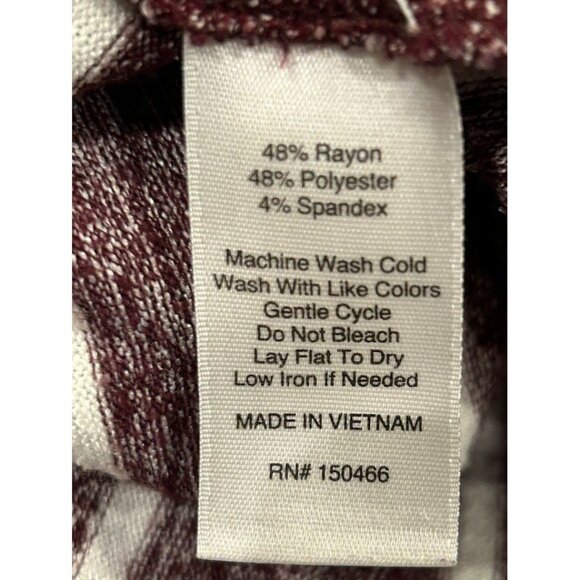 48% Rayon
48% Polyester
4% Spandex
Machine Wash Cold
Wash With Like Colors
Gentle Cycle
Do Not Bleach
Lay Flat To Dry
Low Iron If Needed
MADE IN VIETNAM
RN# 150466